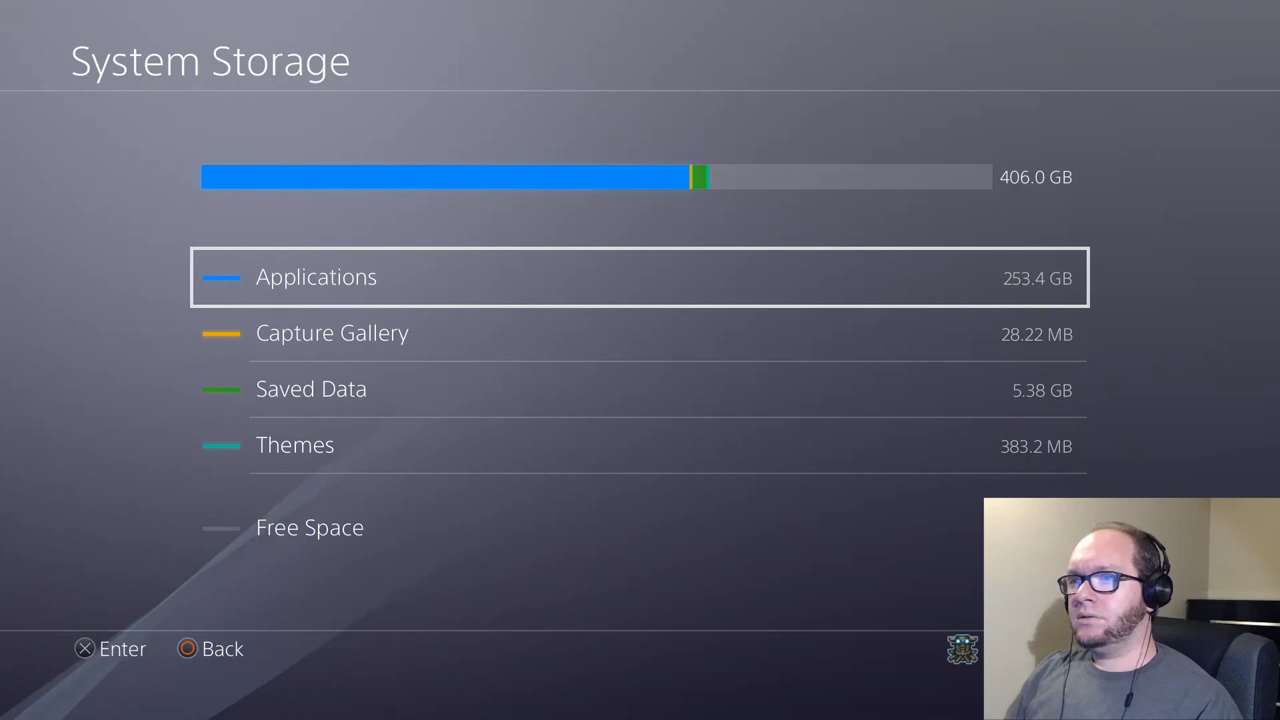 System Storage
406.0 GB
Applications 253.4 GB
Capture Gallery 28.22 MB
Saved Data 5.38 GB
Themes 383.2 MB
Free Space
Enter Back